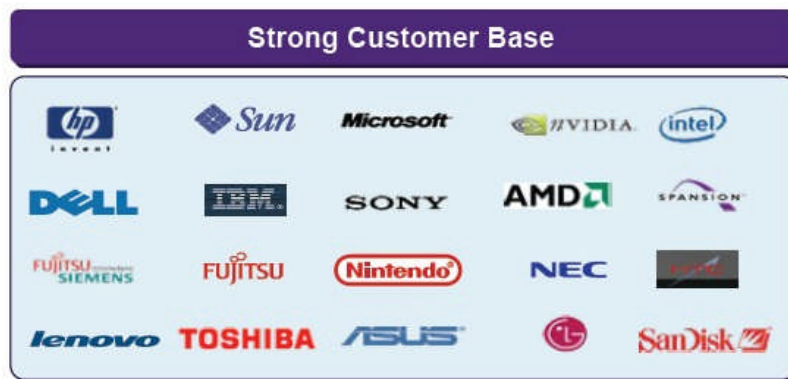 Strong Customer Base
hp
invent
Sun
Microsoft
nVIDIA.
intel
DELL
IBM.
SONY
AMD
SPANSION
FUJITSU
SIEMENS
FUJITSU
Nintendo
NEC
lenovo
TOSHIBA
ASUS
LG
SanDisk